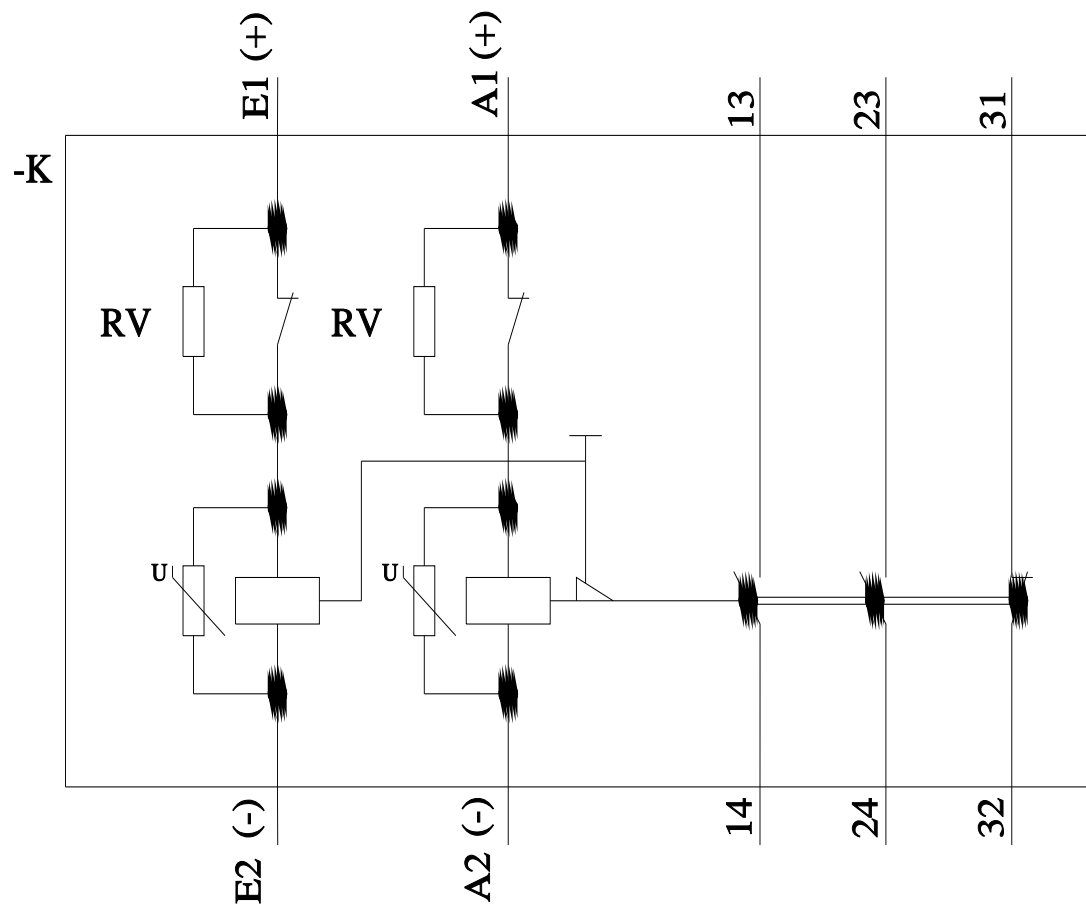 E1 (+)
A1 (+)
13
23
31
-K
RV
RV
U
U
E2 (-)
A2 (-)
14
24
32